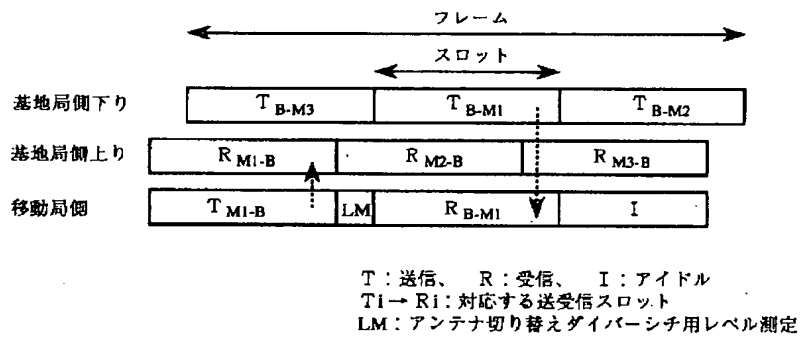 フレーム
スロット
基地局側下り T B-M3 T B-M1 T B-M2
基地局側上り R M1-B R M2-B R M3-B
移動局側 T M1-B LM R B-M1 I
T：送信、 R：受信、 I：アイドル
Ti→Ri：対応する送受信スロット
LM：アンテナ切り替えダイバーシチ用レベル測定